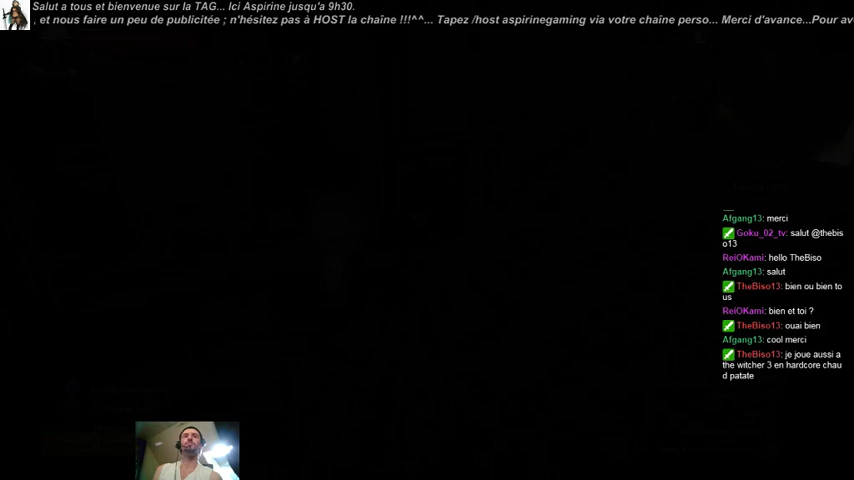 Salut a tous et bienvenue sur la TAG... Ici Aspirine jusqu'a 9h30.
, et nous faire un peu de publicitée ; n'hésitez pas à HOST la chaîne !!!^^... Tapez /host aspirinegaming via votre chaîne perso... Merci d'avance...Pour av
Afgang13: merci
Goku_02_tv: salut @thebis
o13
ReiOKami: hello TheBiso
Afgang13: salut
TheBiso13: bien ou bien to
us
ReiOKami: bien et toi ?
TheBiso13: ouai bien
Afgang13: cool merci
TheBiso13: je joue aussi a
the witcher 3 en hardcore chau
d patate